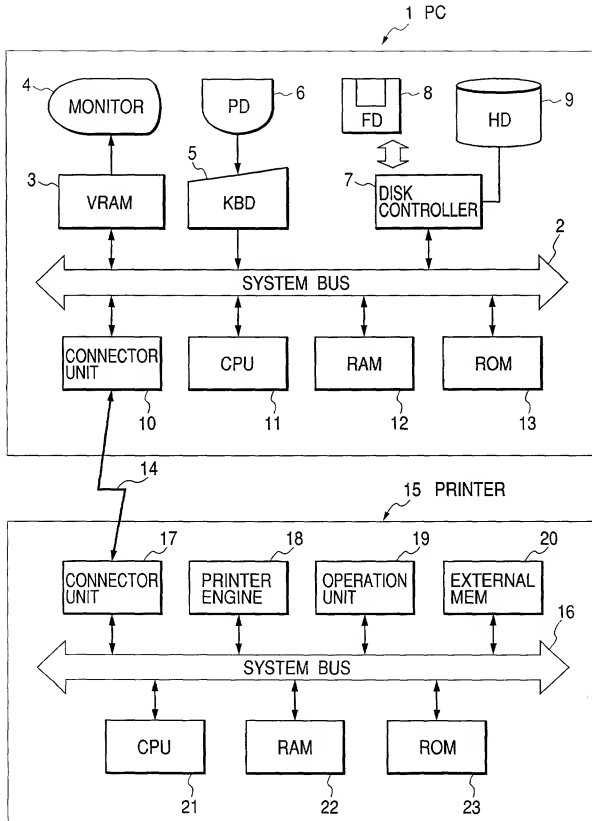 1 PC
4
MONITOR
PD
6
FD
8
HD
9
3
VRAM
5
KBD
7
DISK
CONTROLLER
2
SYSTEM BUS
CONNECTOR
UNIT
CPU
RAM
ROM
10
11
12
13
14
15 PRINTER
17
18
19
20
CONNECTOR
UNIT
PRINTER
ENGINE
OPERATION
UNIT
EXTERNAL
MEM
16
SYSTEM BUS
CPU
RAM
ROM
21
22
23